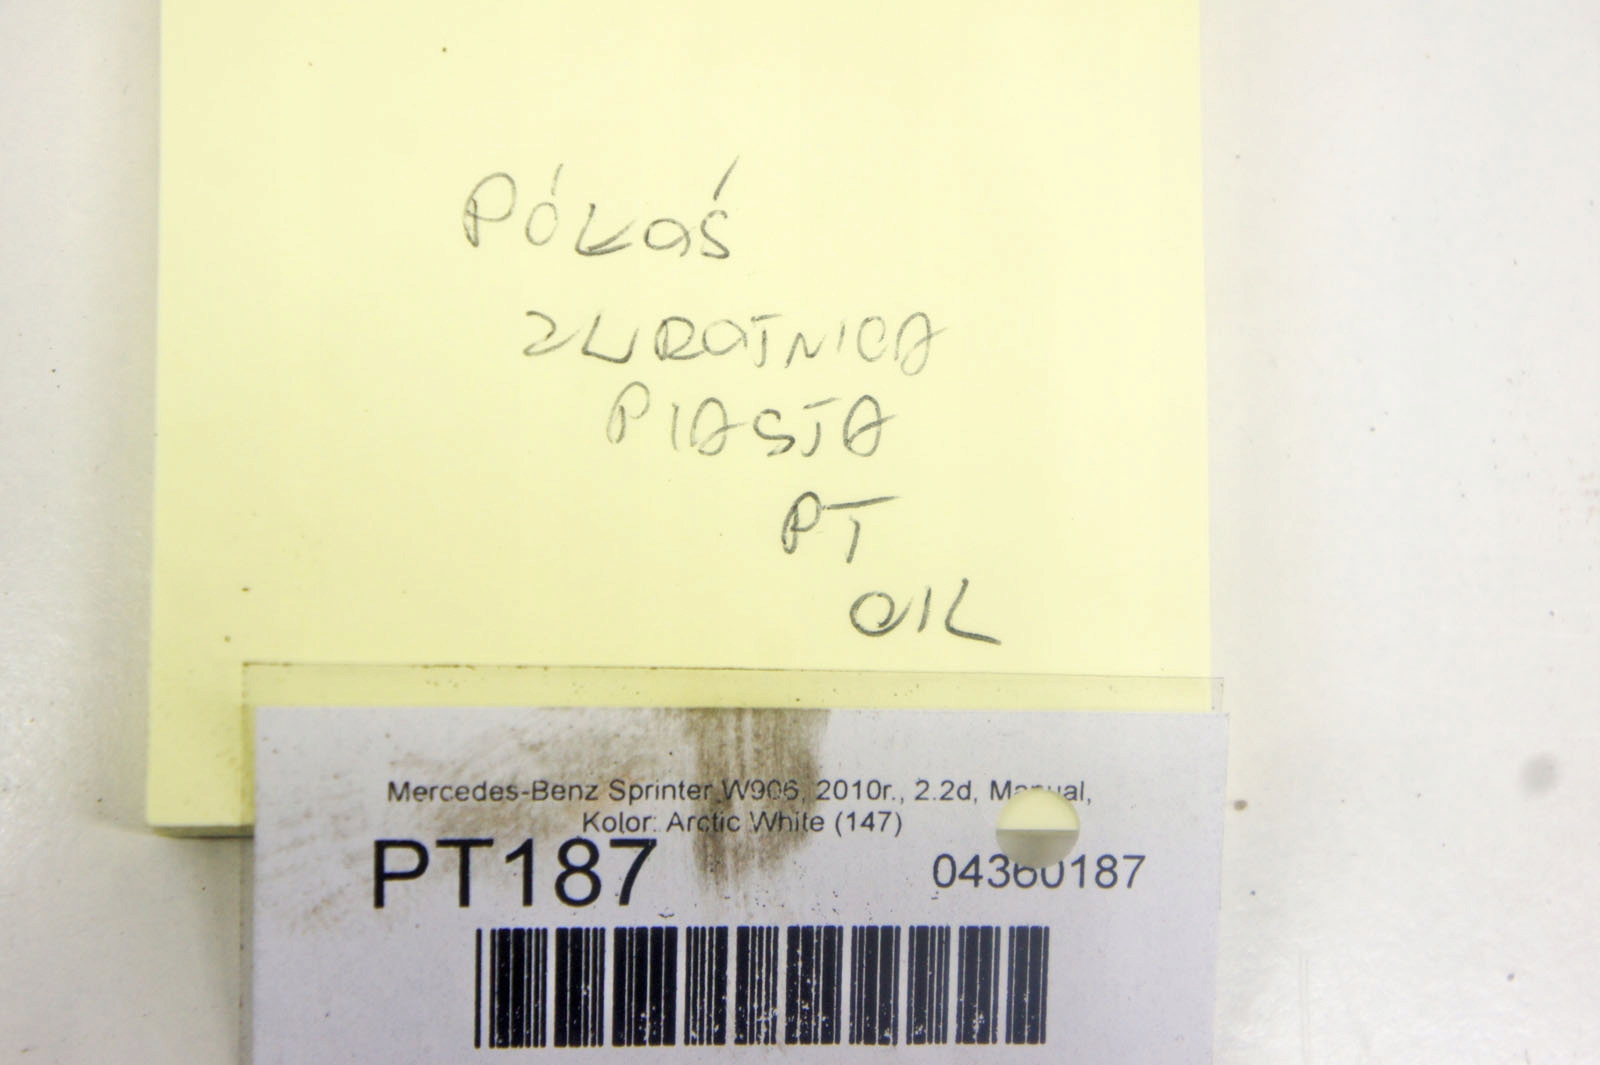 PÓŁOŚ
ZWROTNICA
PIASTA
PT
OIL
Mercedes-Benz Sprinter W906, 2010r., 2.2d, Manual,
Kolor: Arctic White (147)
PT187
04360187